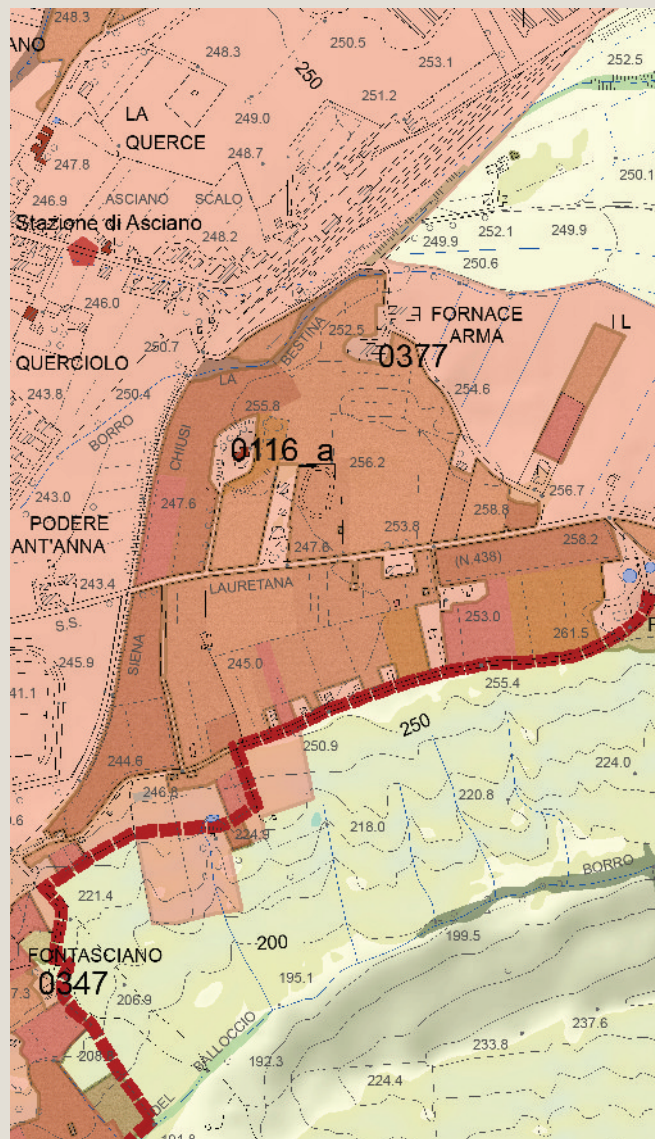 248.3
ANO
248.3
250.5
250
253.1
252.5
LA
QUERCE
249.0
251.2
248.7
247.8
250.1
246.9
ASCIANO SCALO
Stazione di Asciano
248.2
249.9
252.1
249.9
250.6
246.0
252.5
FORNACE
ARMA
0377
L
QUERCIOLO
250.7
LA BESTINA
254.6
243.8
250.4
255.8
BORRO
CHIUSI
0116_a
256.2
243.0
247.6
256.7
258.8
PODERE
ANT'ANNA
253.8
247.6
258.2
(N.438)
243.4
LAURETANA
S.S.
253.0
SIENA
261.5
245.9
245.0
41.1
255.4
250
250.9
244.6
224.0
246.8
220.8
9.6
218.0
224.9
BORRO
221.4
199.5
200
FONTASCIANO
195.1
0347
7.3
206.9
237.6
BALLOCCIO
233.8
208.
192.3
DEL
224.4
191.8